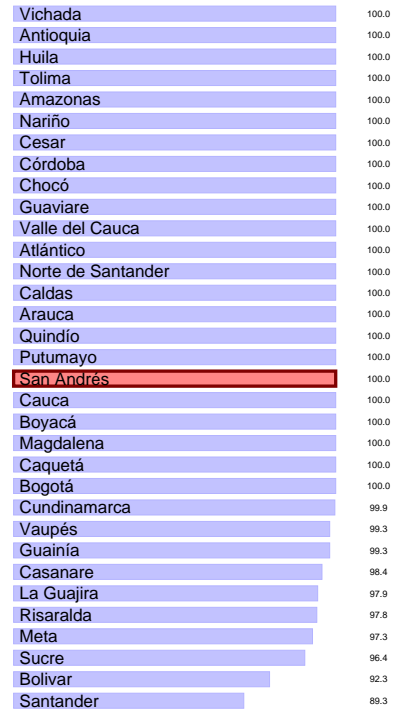 Vichada 100.0
Antioquia 100.0
Huila 100.0
Tolima 100.0
Amazonas 100.0
Nariño 100.0
Cesar 100.0
Córdoba 100.0
Chocó 100.0
Guaviare 100.0
Valle del Cauca 100.0
Atlántico 100.0
Norte de Santander 100.0
Caldas 100.0
Arauca 100.0
Quindío 100.0
Putumayo 100.0
San Andrés 100.0
Cauca 100.0
Boyacá 100.0
Magdalena 100.0
Caquetá 100.0
Bogotá 100.0
Cundinamarca 99.9
Vaupés 99.3
Guainía 99.3
Casanare 98.4
La Guajira 97.9
Risaralda 97.8
Meta 97.3
Sucre 96.4
Bolivar 92.3
Santander 89.3